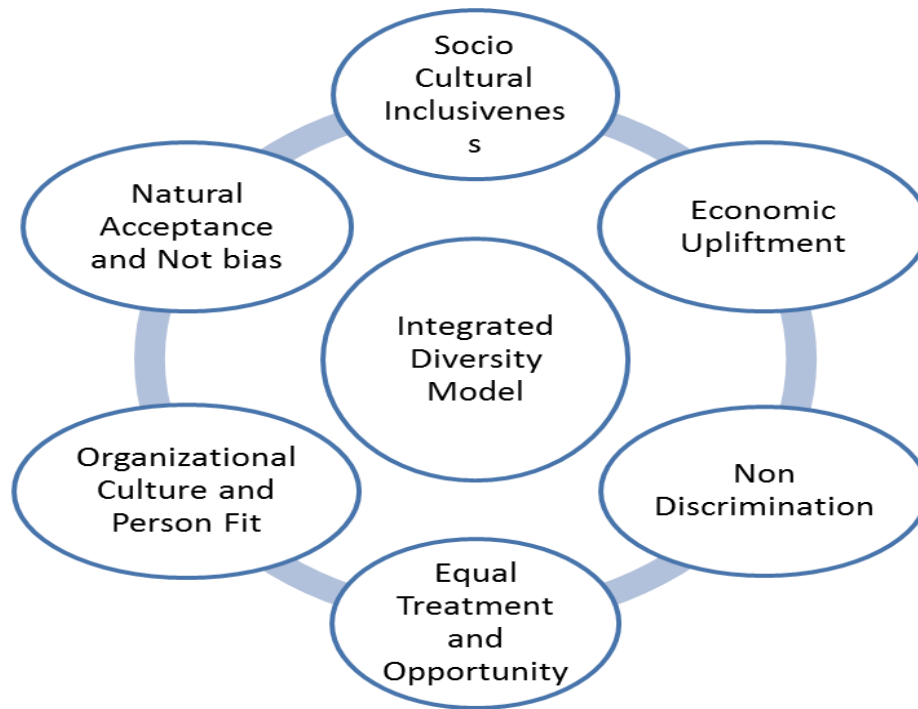 Socio
Cultural
Inclusivenes
s
Economic
Upliftment
Non
Discrimination
Equal
Treatment
and
Opportunity
Organizational
Culture and
Person Fit
Natural
Acceptance
and Not bias
Integrated
Diversity
Model